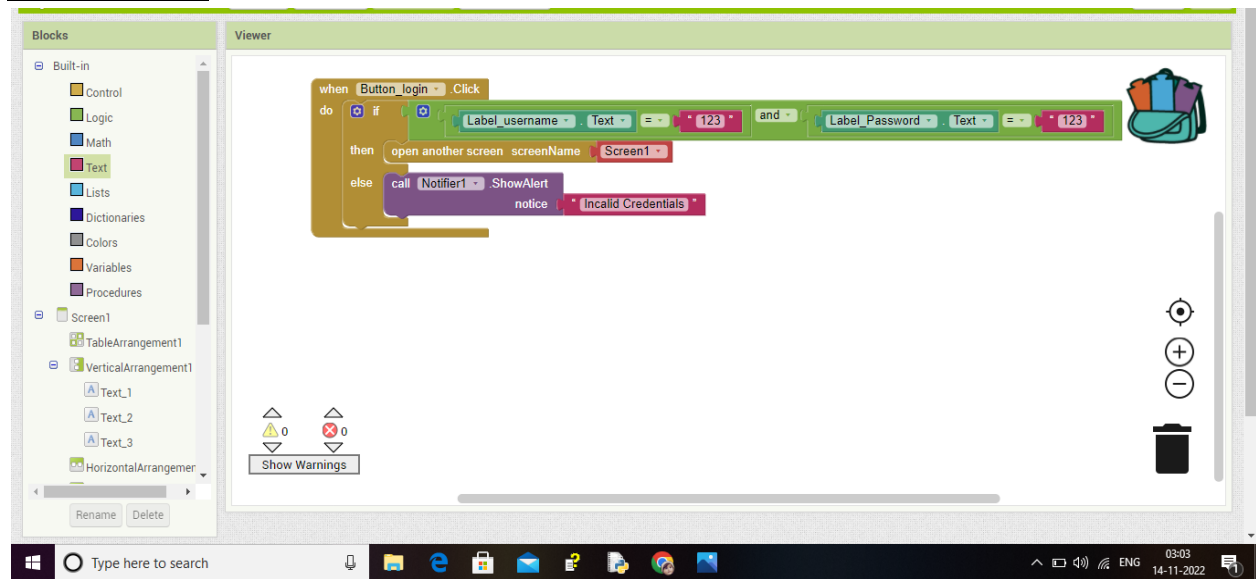 Blocks
Viewer
Built-in
Control
Logic
Math
Text
Lists
Dictionaries
Colors
Variables
Procedures
Screen1
TableArrangement1
VerticalArrangement1
Text_1
Text_2
Text_3
HorizontalArrangemer
Rename Delete
when Button_login .Click
do if Label_username . Text = " 123 " and Label_Password . Text = " 123 "
then open another screen screenName Screen1
else call Notifier1 .ShowAlert
notice " Incalid Credentials "
0 0
Show Warnings
Type here to search
ENG
03:03
14-11-2022
1